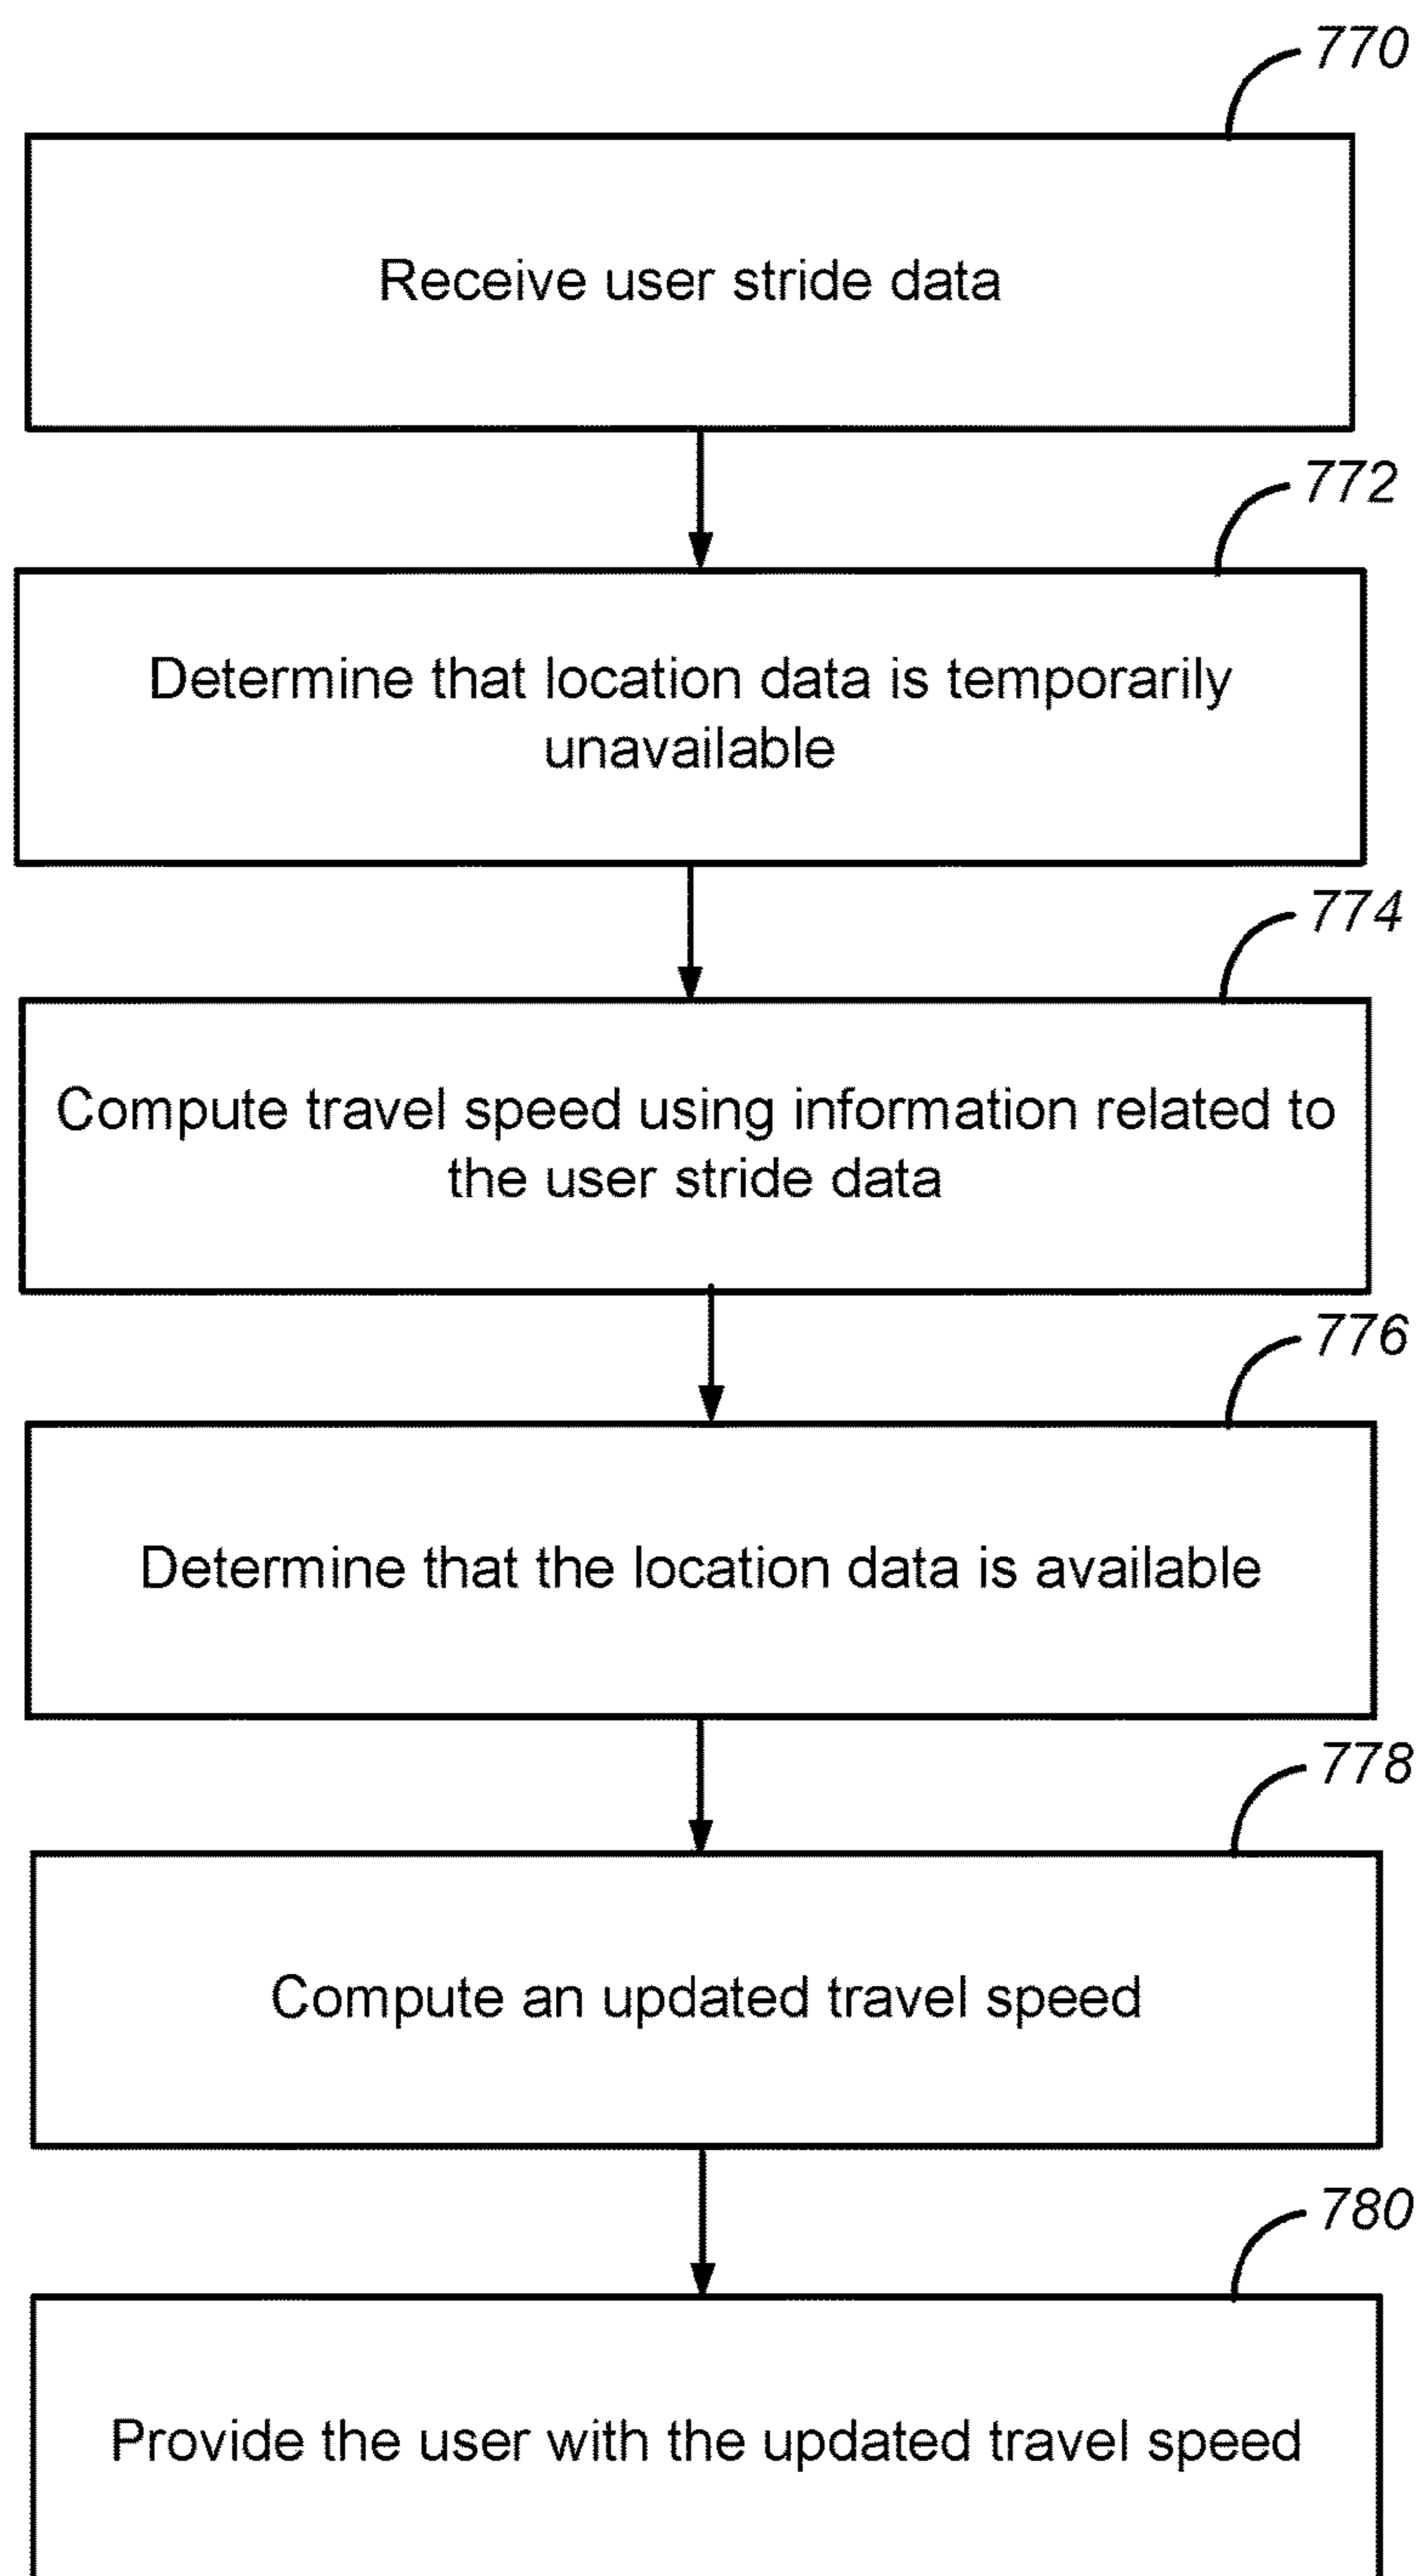 770
Receive user stride data
772
Determine that location data is temporarily
unavailable
774
Compute travel speed using information related to
the user stride data
776
Determine that the location data is available
778
Compute an updated travel speed
780
Provide the user with the updated travel speed